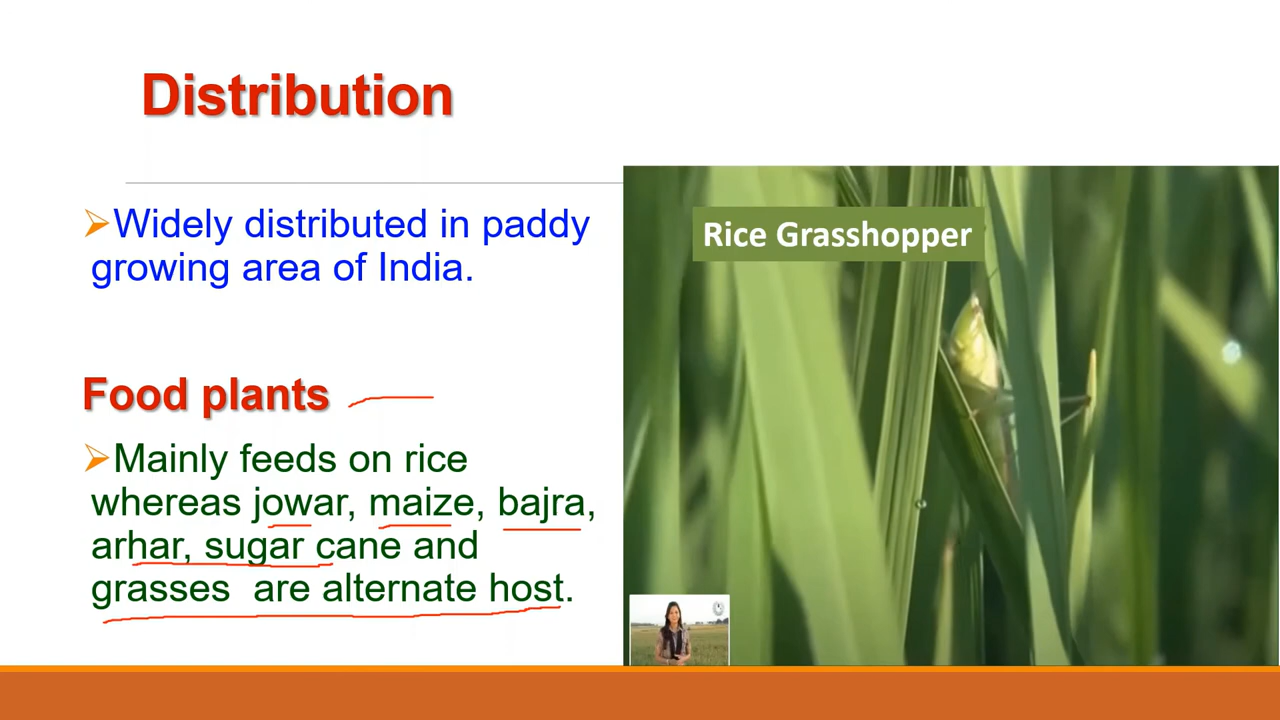 Distribution
Widely distributed in paddy
growing area of India.
Rice Grasshopper
Food plants
Mainly feeds on rice
whereas jowar, maize, bajra,
arhar, sugar cane and
grasses are alternate host.